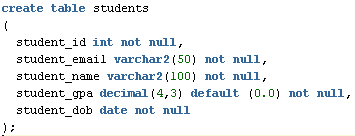 create table students
(
student_id int not null,
student_email varchar2(50) not null,
student_name varchar2(100) not null,
student_gpa decimal(4,3) default (0.0) not null,
student_dob date not null
);